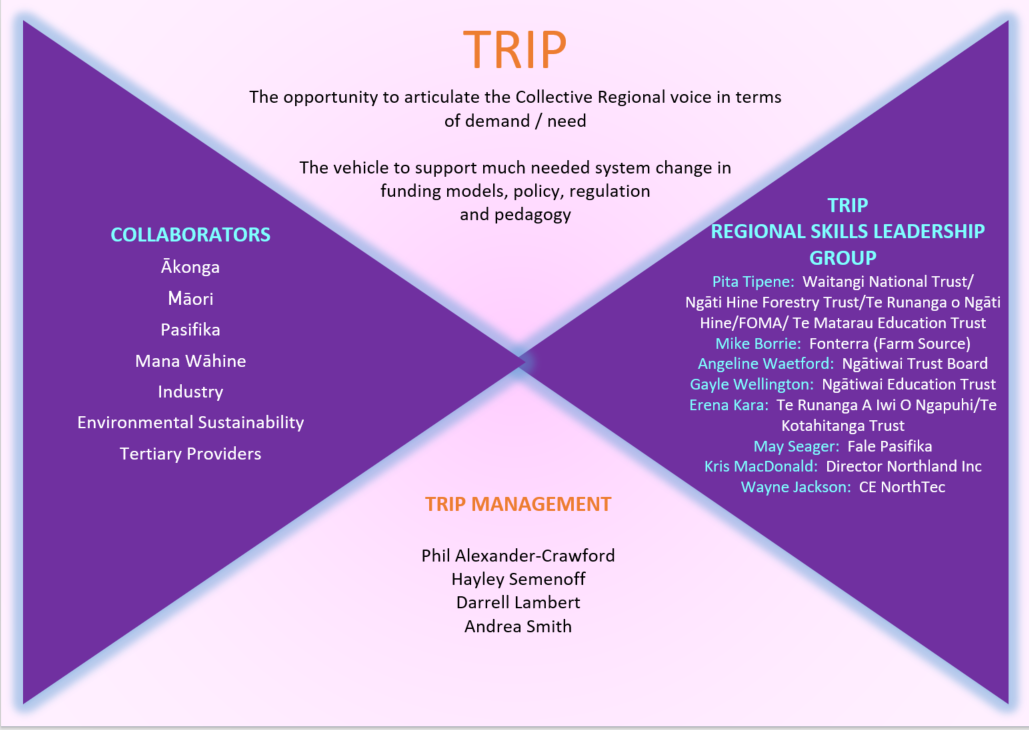 TRIP
The opportunity to articulate the Collective Regional voice in terms
of demand / need
The vehicle to support much needed system change in
funding models, policy, regulation
and pedagogy
COLLABORATORS
Ākonga
Māori
Pasifika
Mana Wāhine
Industry
Environmental Sustainability
Tertiary Providers
TRIP
REGIONAL SKILLS LEADERSHIP
GROUP
Pita Tipene: Waitangi National Trust/
Ngāti Hine Forestry Trust/Te Runanga o Ngāti
Hine/FOMA/ Te Matarau Education Trust
Mike Borrie: Fonterra (Farm Source)
Angeline Waetford: Ngātiwai Trust Board
Gayle Wellington: Ngātiwai Education Trust
Erena Kara: Te Runanga A Iwi O Ngapuhi/Te
Kotahitanga Trust
May Seager: Fale Pasifika
Kris MacDonald: Director Northland Inc
Wayne Jackson: CE NorthTec
TRIP MANAGEMENT
Phil Alexander-Crawford
Hayley Semenoff
Darrell Lambert
Andrea Smith